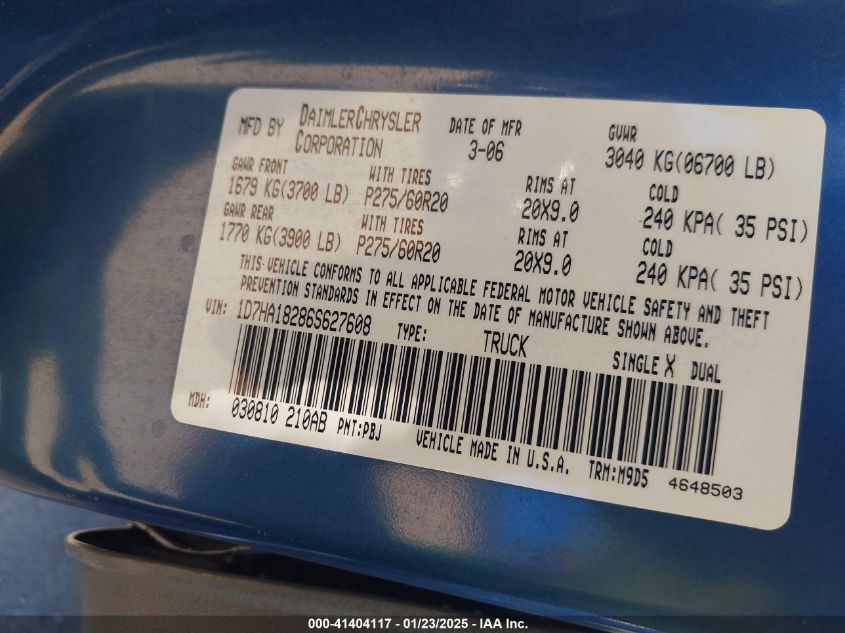 MFD BY DAIMLERCHRYSLER CORPORATION DATE OF MFR 3-06 GVWR 3040 KG(06700 LB)
GAWR FRONT WITH TIRES RIMS AT COLD
1679 KG(3700 LB) P275/60R20 20X9.0 240 KPA( 35 PSI)
GAWR REAR WITH TIRES RIMS AT COLD
1770 KG(3900 LB) P275/60R20 20X9.0 240 KPA( 35 PSI)
THIS VEHICLE CONFORMS TO ALL APPLICABLE FEDERAL MOTOR VEHICLE SAFETY AND THEFT
PREVENTION STANDARDS IN EFFECT ON THE DATE OF MANUFACTURE SHOWN ABOVE.
VIN: 1D7HA18286S627608 TYPE: TRUCK SINGLE X DUAL
MDH: 030810 210AB PNT:PBJ VEHICLE MADE IN U.S.A. TRM:M9D5 4648503
000-41404117 - 01/23/2025 - IAA Inc.